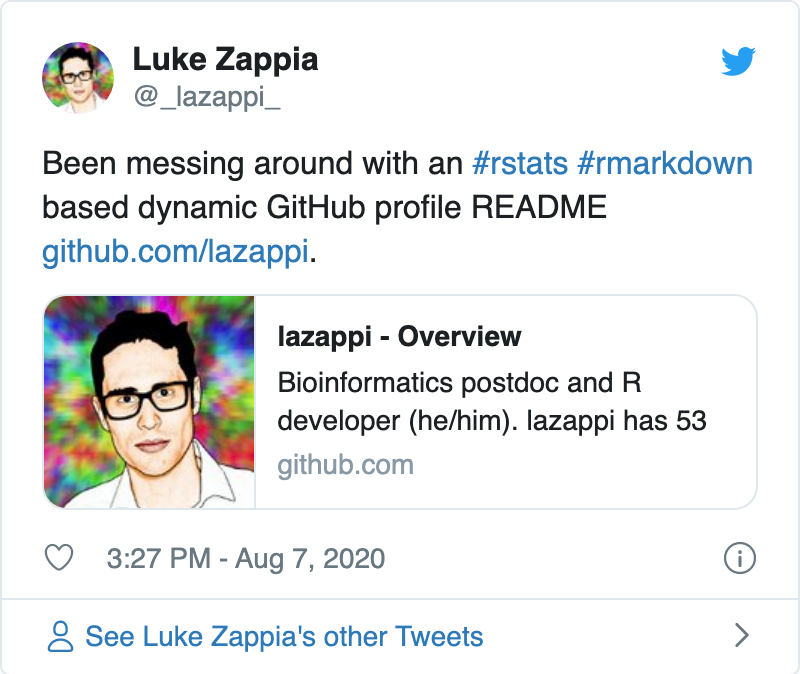 Luke Zappia
@_lazappi_
Been messing around with an #rstats #rmarkdown
based dynamic GitHub profile README
github.com/lazappi.
lazappi - Overview
Bioinformatics postdoc and R
developer (he/him). lazappi has 53
github.com
3:27 PM - Aug 7, 2020
See Luke Zappia's other Tweets